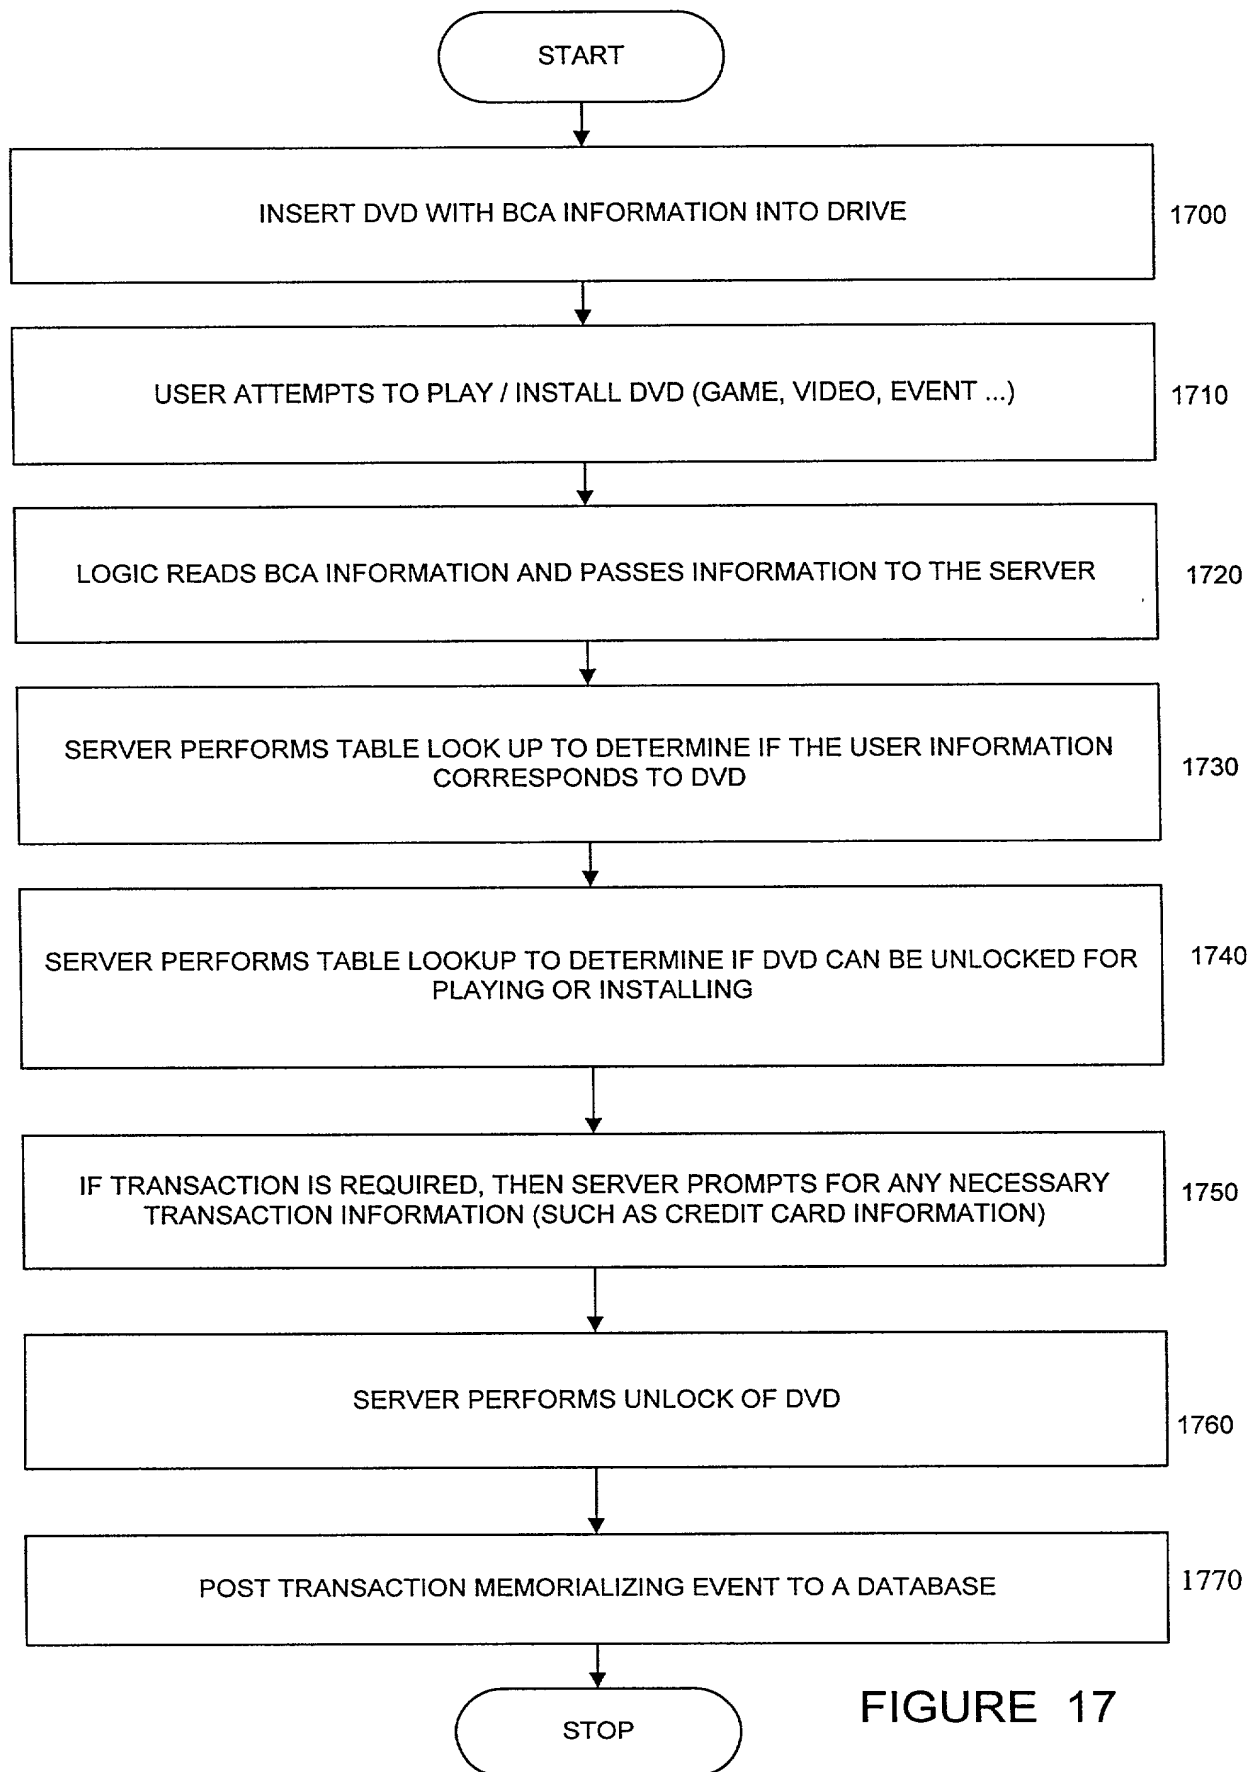 START
INSERT DVD WITH BCA INFORMATION INTO DRIVE
1700
USER ATTEMPTS TO PLAY / INSTALL DVD (GAME, VIDEO, EVENT ...)
1710
LOGIC READS BCA INFORMATION AND PASSES INFORMATION TO THE SERVER
1720
SERVER PERFORMS TABLE LOOK UP TO DETERMINE IF THE USER INFORMATION
CORRESPONDS TO DVD
1730
SERVER PERFORMS TABLE LOOKUP TO DETERMINE IF DVD CAN BE UNLOCKED FOR
PLAYING OR INSTALLING
1740
IF TRANSACTION IS REQUIRED, THEN SERVER PROMPTS FOR ANY NECESSARY
TRANSACTION INFORMATION (SUCH AS CREDIT CARD INFORMATION)
1750
SERVER PERFORMS UNLOCK OF DVD
1760
POST TRANSACTION MEMORIALIZING EVENT TO A DATABASE
1770
STOP
FIGURE 17